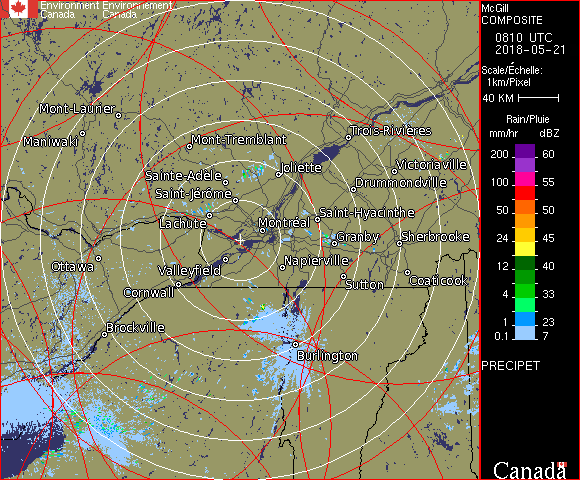 Environment Environnement
Canada Canada
McGill
COMPOSITE
0810 UTC
2018-05-21
Scale/Échelle:
1km/Pixel
40 KM
Rain/Pluie
mm/hr dBZ
200 60
100 55
50 50
24 45
12 40
4 33
1 23
0.1 7
PRECIPET
Canada
Mont-Laurier
Maniwaki
Mont-Tremblant
Trois-Rivières
Victoriaville
Sainte-Adèle
Joliette
Drummondville
Saint-Jérôme
Lachute
Montréal
Saint-Hyacinthe
Granby
Sherbrooke
Ottawa
Valleyfield
Napierville
Cornwall
Sutton
Coaticook
Brockville
Burlington